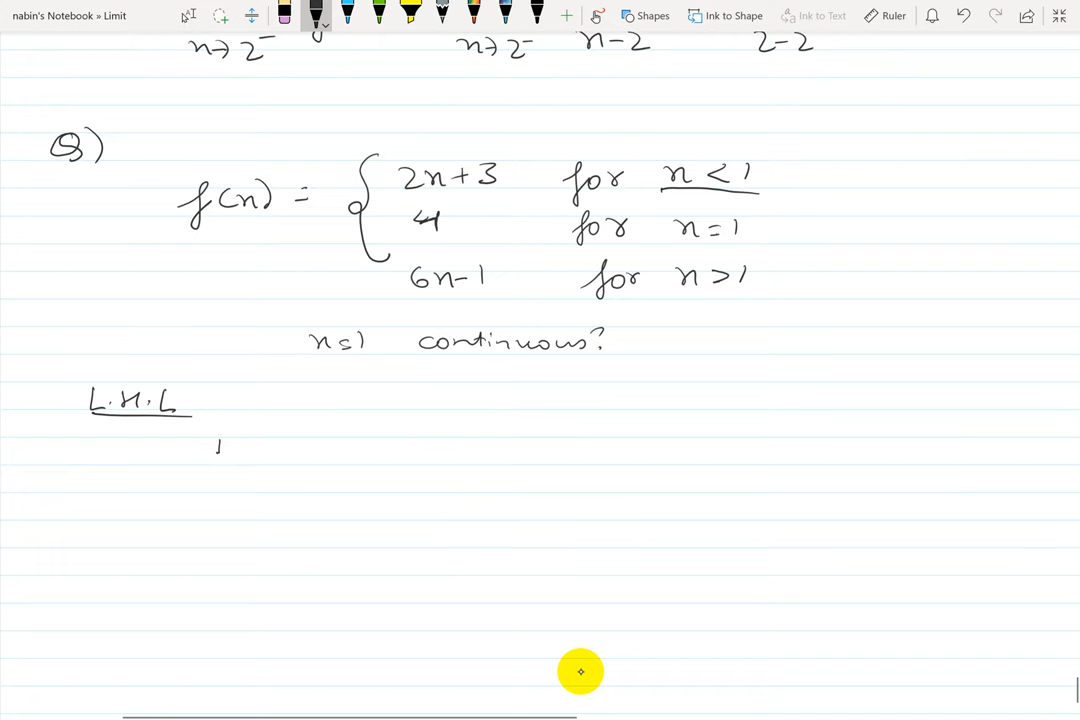 nabin's Notebook » Limit Shapes Ink to Shape Ink to Text Ruler
n→2⁻ n→2⁻ n-2 2-2
Q)
f(n) = { 2n+3 for n < 1
4 for n = 1
6n-1 for n > 1
n=1 continuous?
L.H.L